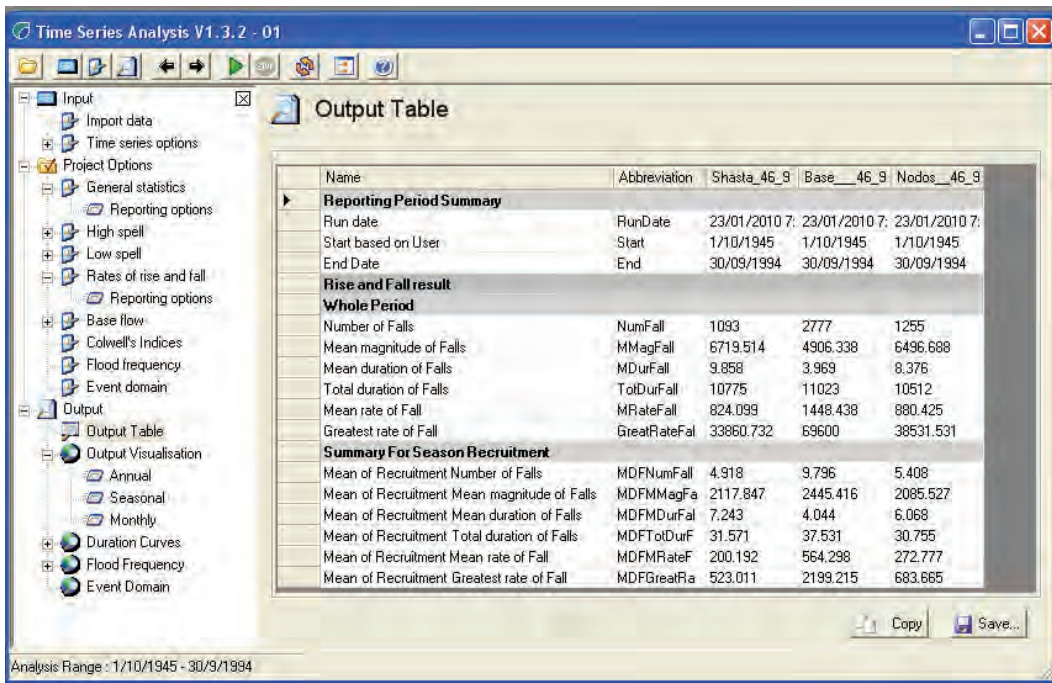 Time Series Analysis V1.3.2 - 01
Input
Import data
Time series options
Project Options
General statistics
Reporting options
High spell
Low spell
Rates of rise and fall
Reporting options
Base flow
Colwell's Indices
Flood frequency
Event domain
Output
Output Table
Output Visualisation
Annual
Seasonal
Monthly
Duration Curves
Flood Frequency
Event Domain
Output Table
Name Abbreviation Shasta_46_9 Base___46_9 Nodos__46_9
Reporting Period Summary
Run date RunDate 23/01/2010 7: 23/01/2010 7: 23/01/2010 7:
Start based on User Start 1/10/1945 1/10/1945 1/10/1945
End Date End 30/09/1994 30/09/1994 30/09/1994
Rise and Fall result
Whole Period
Number of Falls NumFall 1093 2777 1255
Mean magnitude of Falls MMagFall 6719.514 4906.338 6496.688
Mean duration of Falls MDurFall 9.858 3.969 8.376
Total duration of Falls TotDurFall 10775 11023 10512
Mean rate of Fall MRateFall 824.099 1448.438 880.425
Greatest rate of Fall GreatRateFal 33860.732 69600 38531.531
Summary For Season Recruitment
Mean of Recruitment Number of Falls MDFNumFall 4.918 9.796 5.408
Mean of Recruitment Mean magnitude of Falls MDFMMagFa 2117.847 2445.416 2085.527
Mean of Recruitment Mean duration of Falls MDFMDurFal 7.243 4.044 6.068
Mean of Recruitment Total duration of Falls MDFTotDurF 31.571 37.531 30.755
Mean of Recruitment Mean rate of Fall MDFMRateF 200.192 564.298 272.777
Mean of Recruitment Greatest rate of Fall MDFGreatRa 523.011 2199.215 683.665
Copy Save...
Analysis Range : 1/10/1945 - 30/9/1994